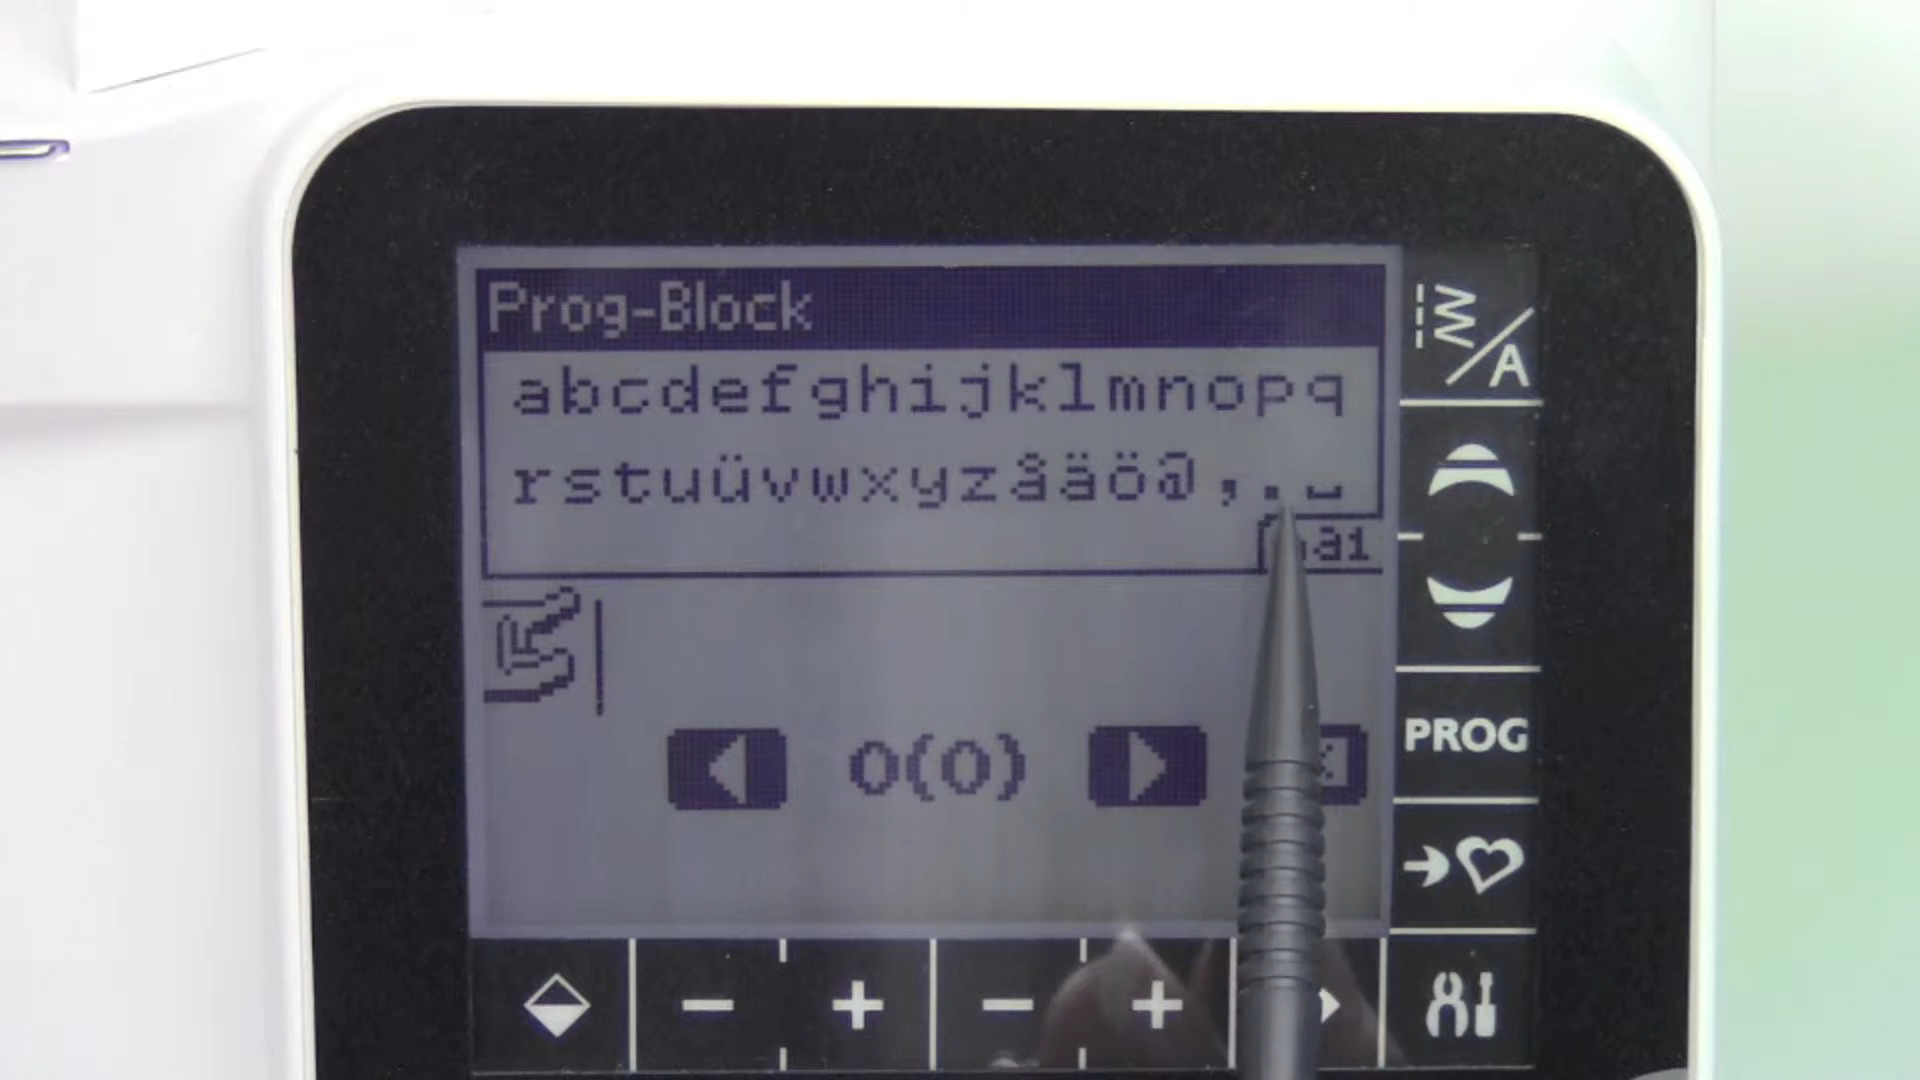 Prog-Block
abcdefghijklmnopq
rstuüvwxyzåäö@,.␣
0(0)
A
PROG
− + − +